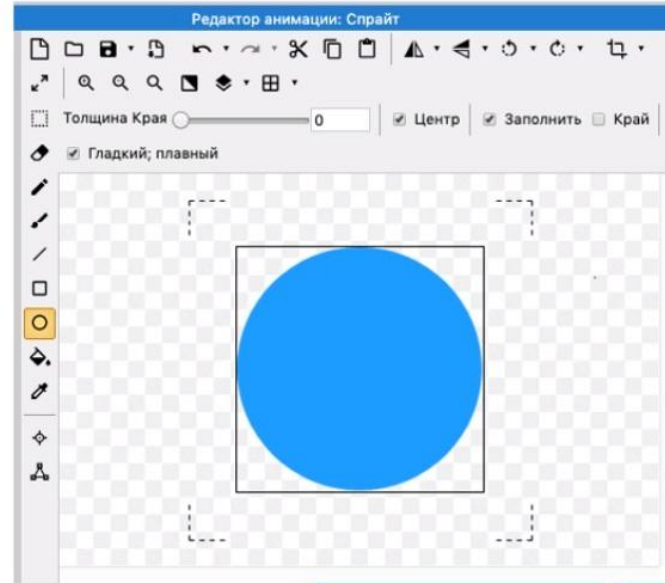 Редактор анимации: Спрайт
Толщина Края 0 Центр Заполнить Край
Гладкий; плавный